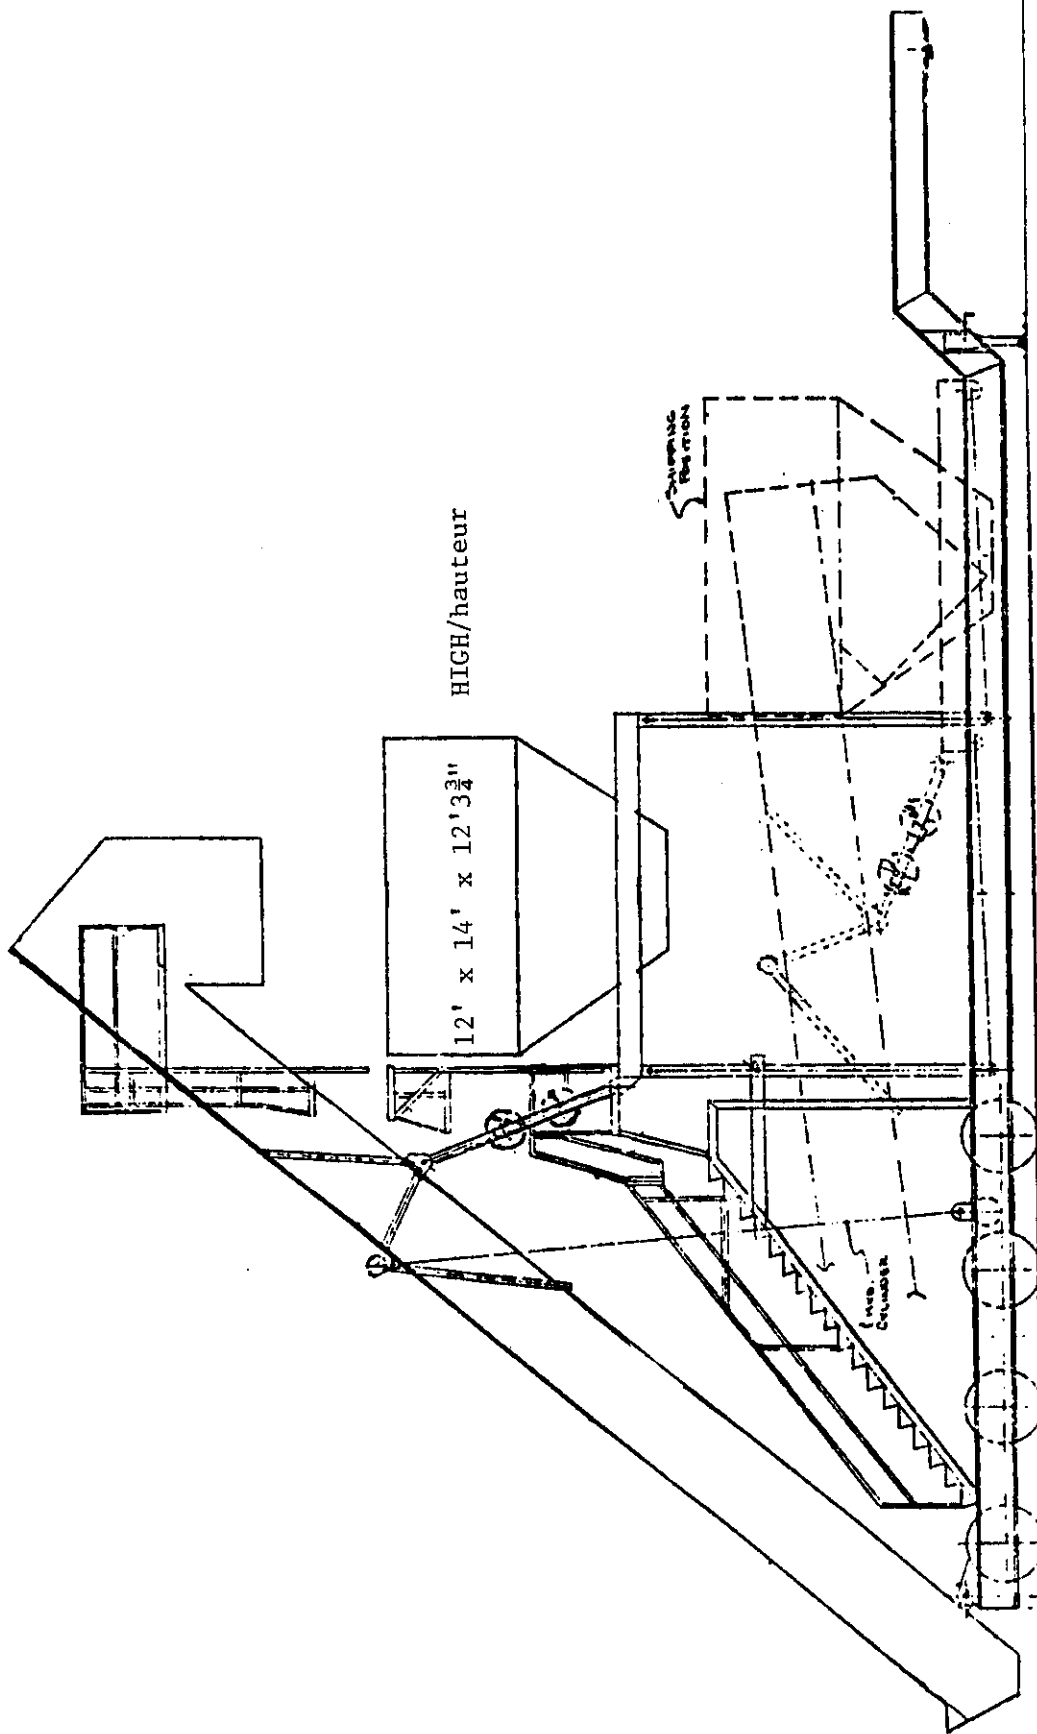 SHIPPING
POSITION
HIGH/hauteur
12' x 14' x 12'3¾"
HYD.
CYLINDER